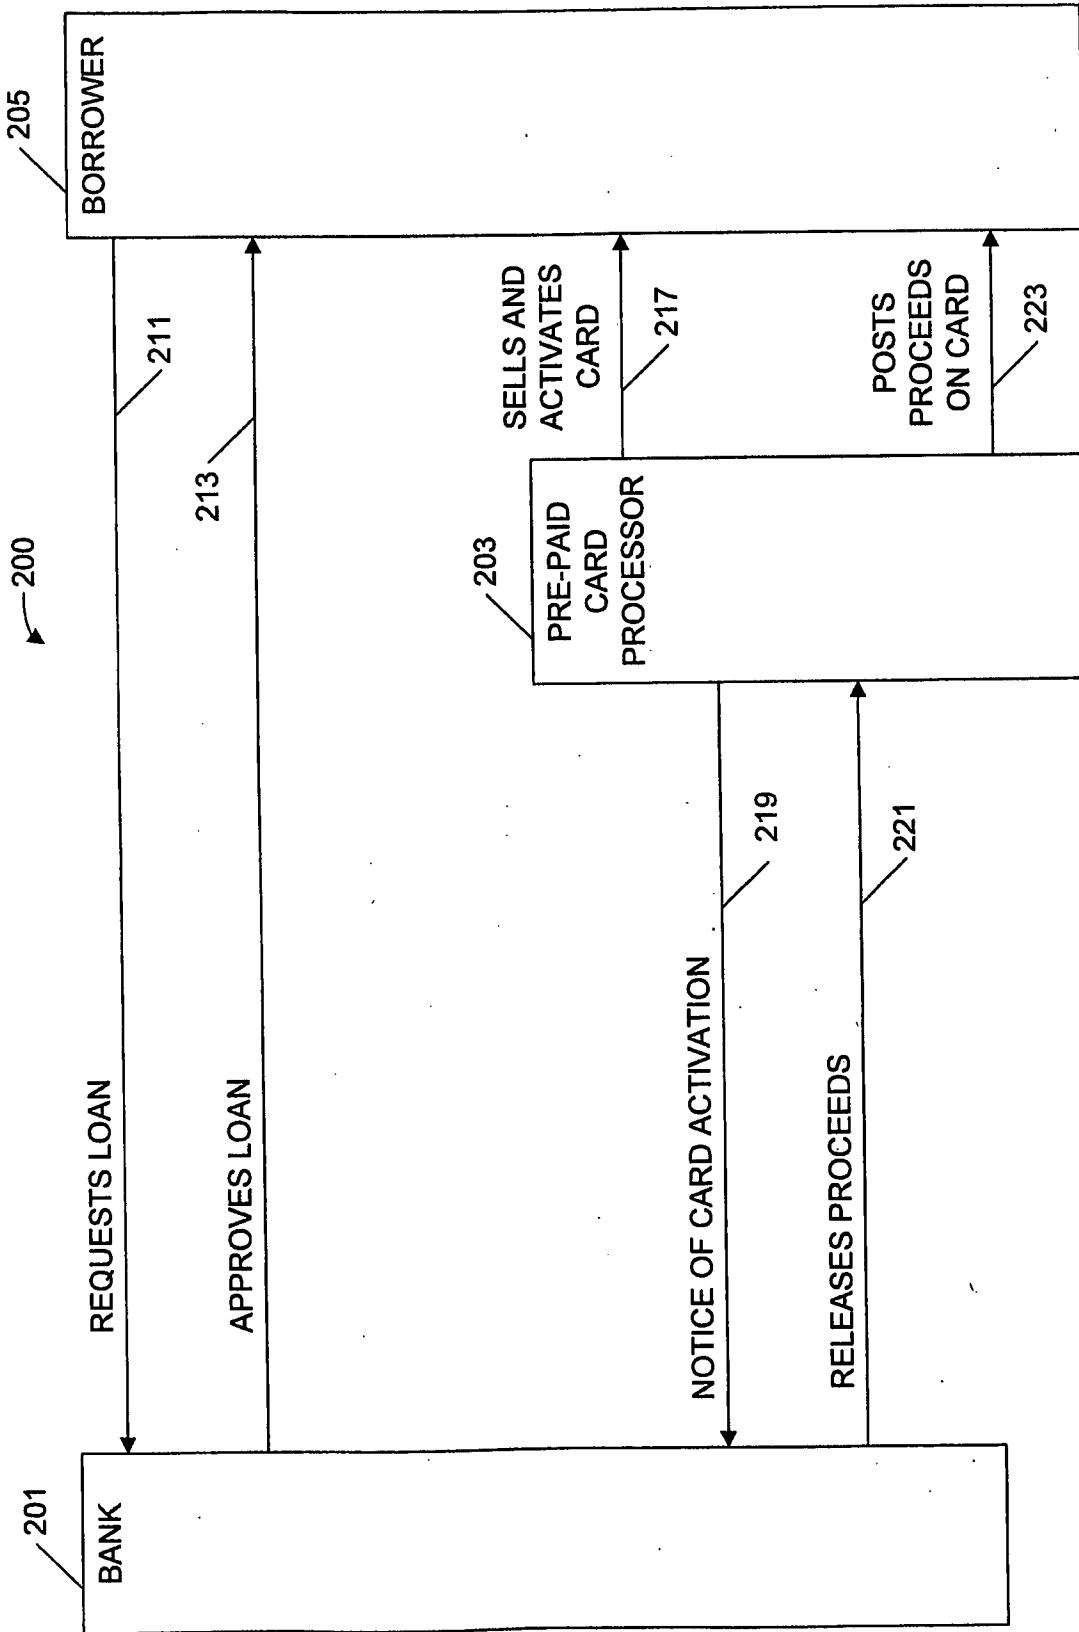 200
201
BANK
205
BORROWER
REQUESTS LOAN
211
APPROVES LOAN
213
203
PRE-PAID
CARD
PROCESSOR
SELLS AND
ACTIVATES
CARD
217
NOTICE OF CARD ACTIVATION
219
RELEASES PROCEEDS
221
POSTS
PROCEEDS
ON CARD
223